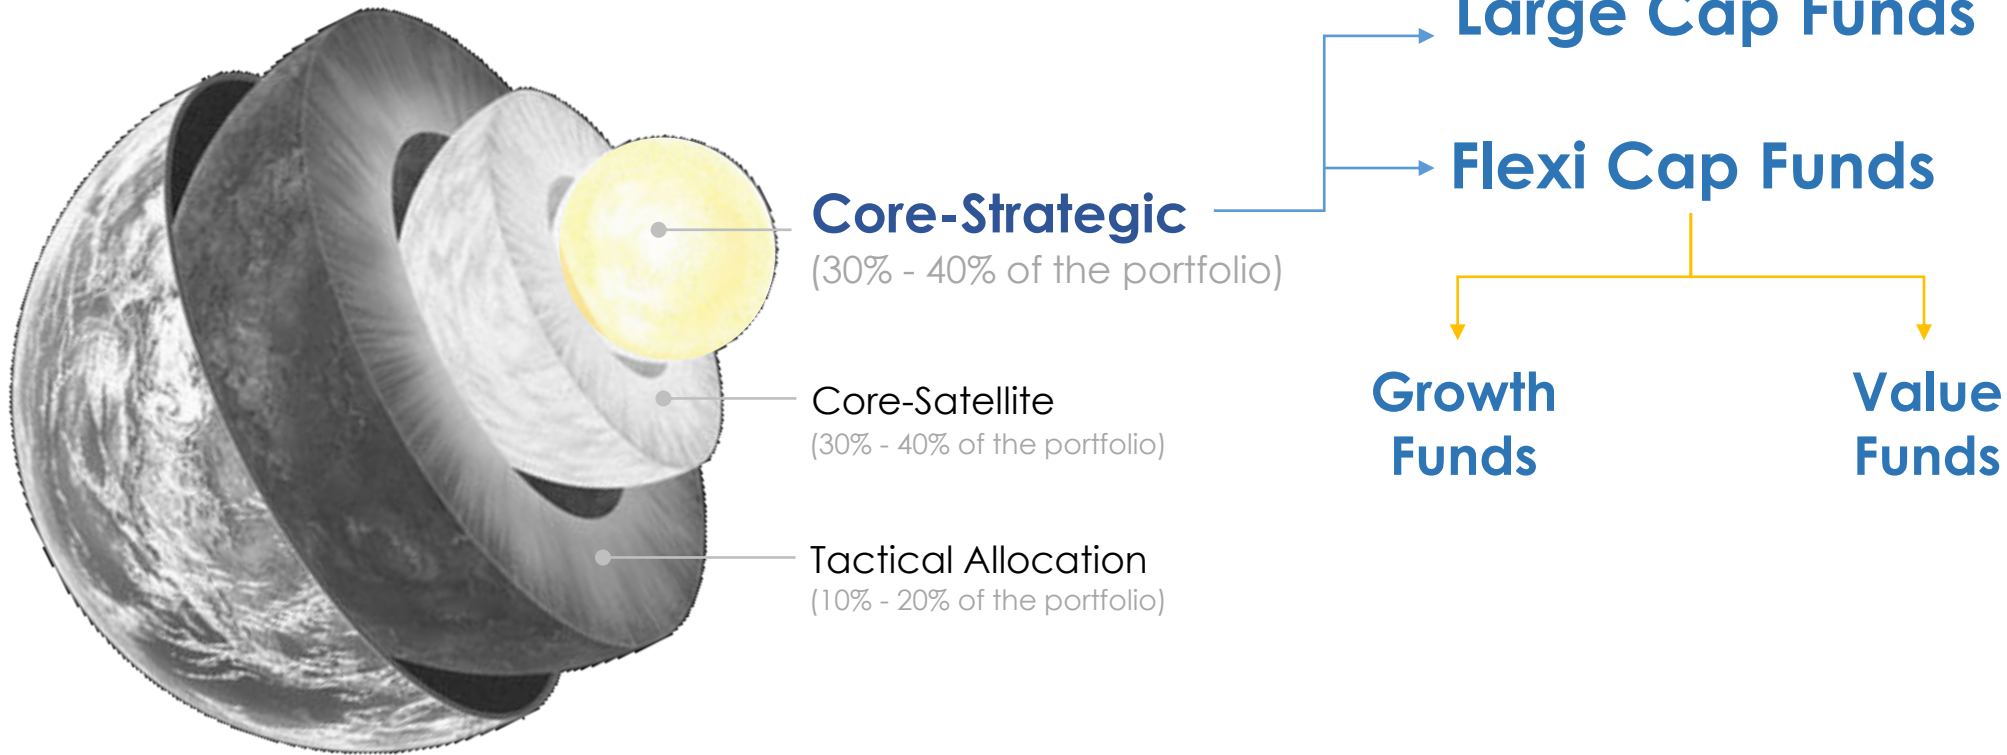 Large Cap Funds
Flexi Cap Funds
Core-Strategic
(30% - 40% of the portfolio)
Growth
Funds
Value
Funds
Core-Satellite
(30% - 40% of the portfolio)
Tactical Allocation
(10% - 20% of the portfolio)